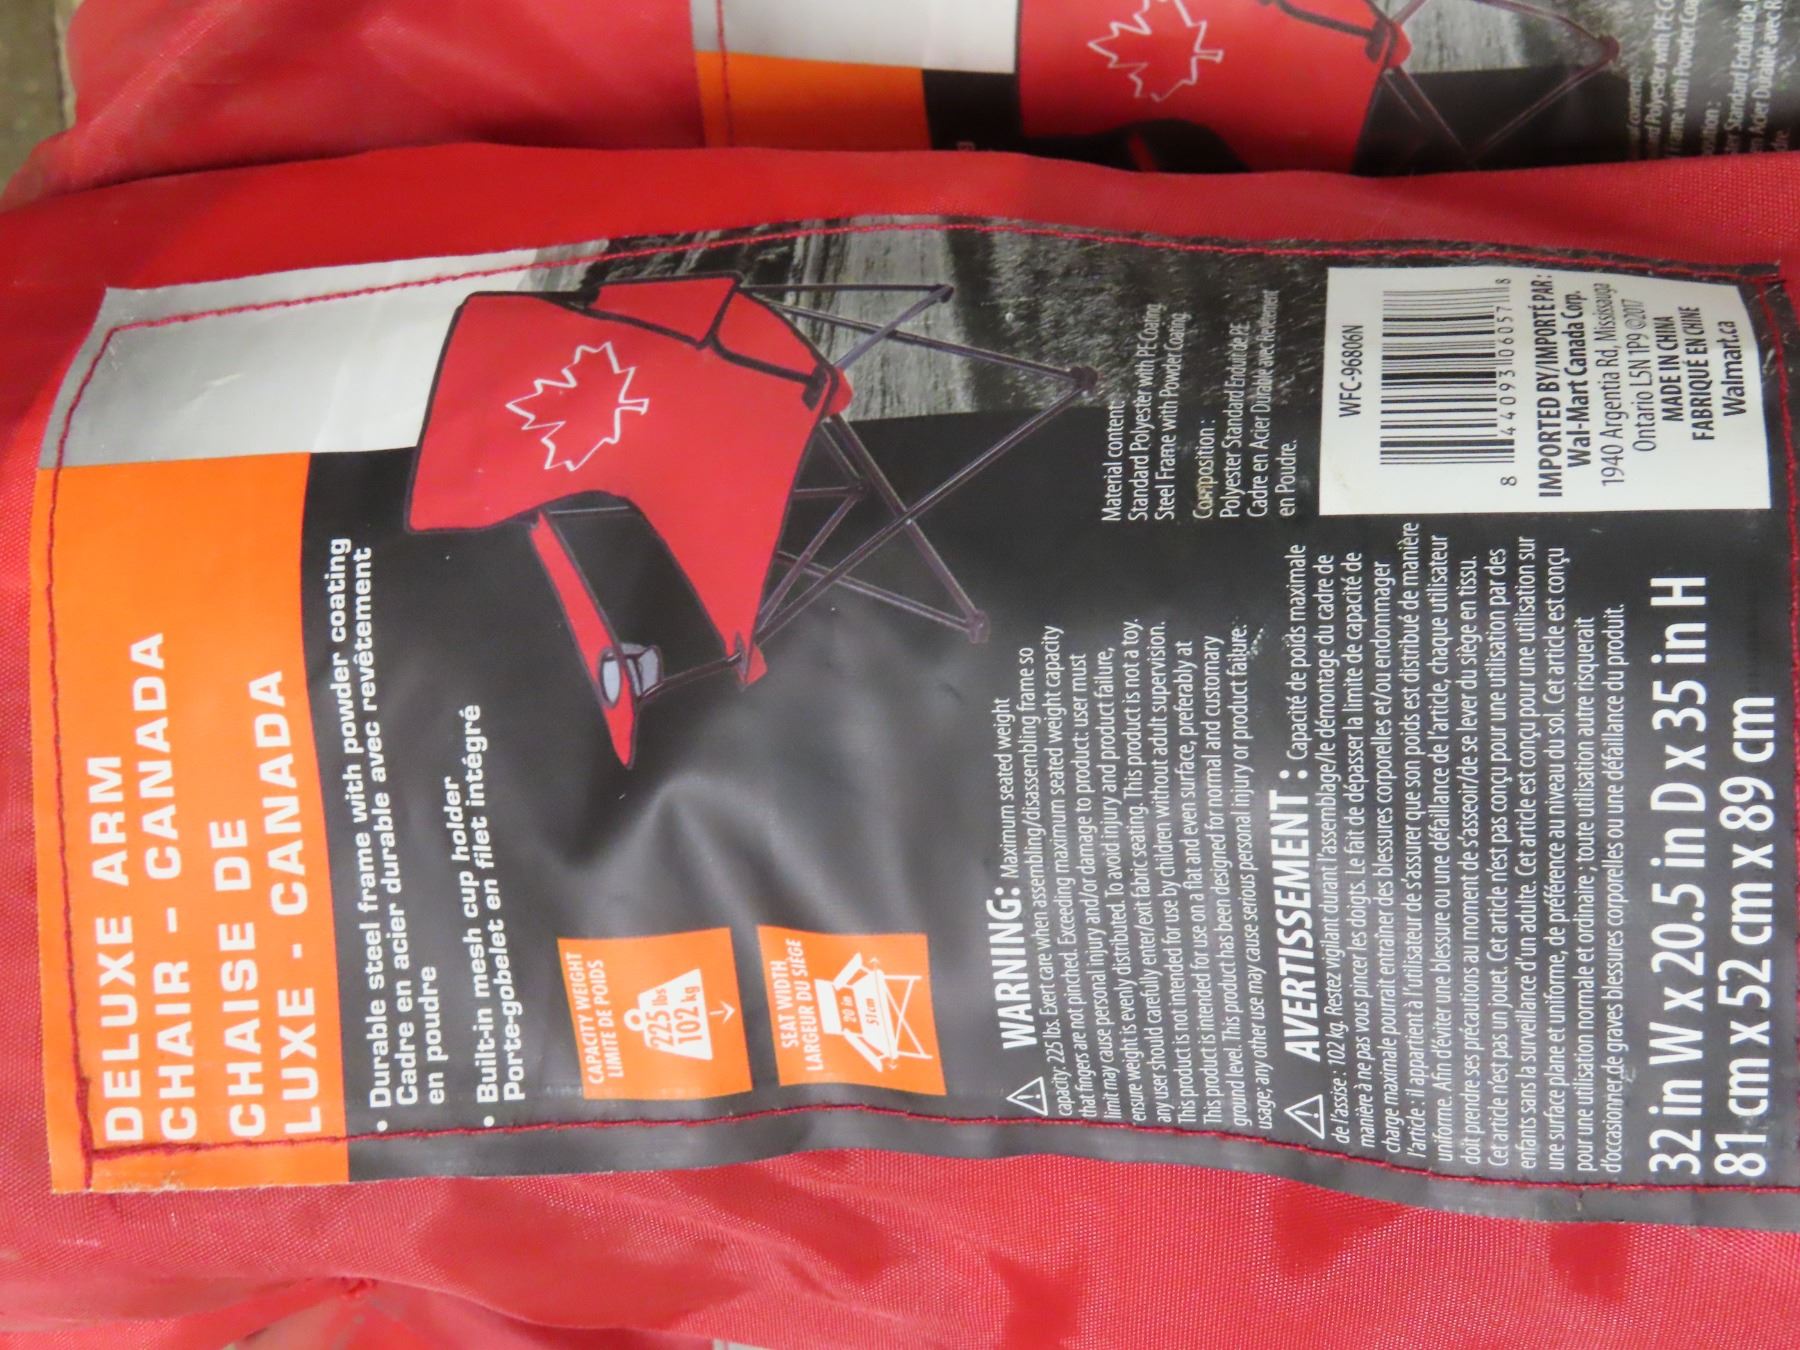 DELUXE ARM
CHAIR - CANADA
CHAISE DE
LUXE - CANADA
• Durable steel frame with powder coating
Cadre en acier durable avec revêtement
en poudre
• Built-in mesh cup holder
Porte-gobelet en filet intégré
CAPACITY WEIGHT
LIMITE DE POIDS
225 lbs
102 kg
SEAT WIDTH
LARGEUR DU SIÈGE
20 in
51cm
WARNING: Maximum seated weight
capacity: 225 lbs. Exert care when assembling/disassembling frame so
that fingers are not pinched. Exceeding maximum seated weight capacity
limit may cause personal injury and/or damage to product: user must
ensure weight is evenly distributed. To avoid injury and product failure,
any user should carefully enter/exit fabric seating. This product is not a toy.
This product is not intended for use by children without adult supervision.
This product is intended for use on a flat and even surface, preferably at
ground level. This product has been designed for normal and customary
usage; any other use may cause serious personal injury or product failure.
AVERTISSEMENT : Capacité de poids maximale
de l'assise : 102 kg. Restez vigilant durant l'assemblage/le démontage du cadre de
manière à ne pas vous pincer les doigts. Le fait de dépasser la limite de capacité de
charge maximale pourrait entraîner des blessures corporelles et/ou endommager
l'article : il appartient à l'utilisateur de s'assurer que son poids est distribué de manière
uniforme. Afin d'éviter une blessure ou une défaillance de l'article, chaque utilisateur
doit prendre ses précautions au moment de s'asseoir/de se lever du siège en tissu.
Cet article n'est pas un jouet. Cet article n'est pas conçu pour une utilisation par des
enfants sans la surveillance d'un adulte. Cet article est conçu pour une utilisation sur
une surface plane et uniforme, de préférence au niveau du sol. Cet article est conçu
pour une utilisation normale et ordinaire ; toute utilisation autre risquerait
d'occasionner de graves blessures corporelles ou une défaillance du produit.
32 in W x 20.5 in D x 35 in H
81 cm x 52 cm x 89 cm
Material content:
Standard Polyester with PE Coating
Steel Frame with Powder Coating
Composition :
Polyester Standard Enduit de PE
Cadre en Acier Durable avec Revêtement
en Poudre.
WFC-96806N
8 44093 06057 8
IMPORTED BY/IMPORTÉ PAR :
Wal-Mart Canada Corp.
1940 Argentia Rd, Mississauga
Ontario L5N 1P9 ©2017
MADE IN CHINA
FABRIQUÉ EN CHINE
Walmart.ca
Polyester with PE
with Powder
Standard Enduit de
Acier Durable avec